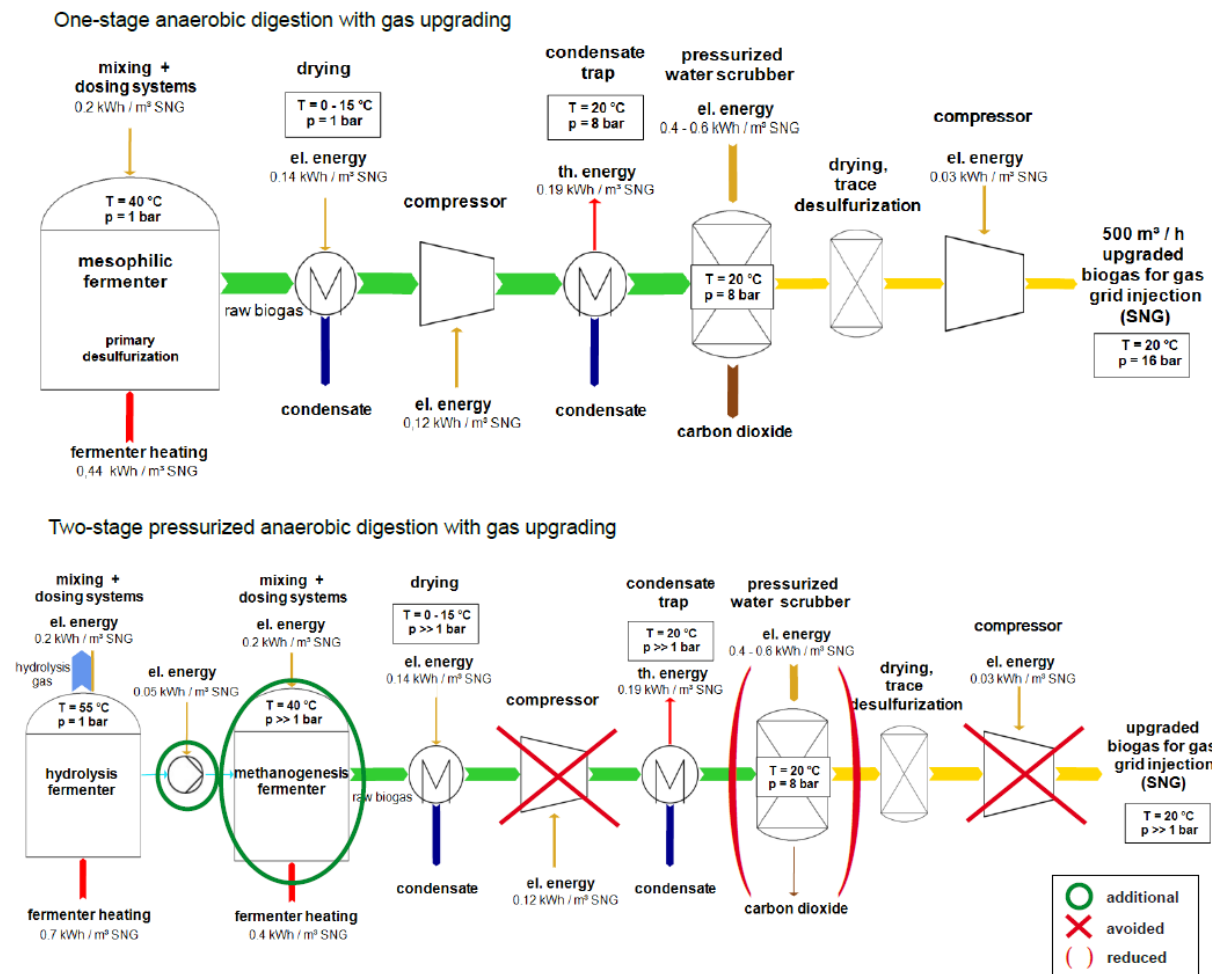 One-stage anaerobic digestion with gas upgrading
mixing +
dosing systems
0.2 kWh / m³ SNG
drying
T = 0 - 15 °C
p = 1 bar
el. energy
0.14 kWh / m³ SNG
compressor
condensate
trap
T = 20 °C
p = 8 bar
th. energy
0.19 kWh / m³ SNG
pressurized
water scrubber
el. energy
0.4 - 0.6 kWh / m³ SNG
drying,
trace
desulfurization
compressor
el. energy
0.03 kWh / m³ SNG
T = 40 °C
p = 1 bar
mesophilic
fermenter
primary
desulfurization
raw biogas
T = 20 °C
p = 8 bar
500 m³ / h
upgraded
biogas for gas
grid injection
(SNG)
T = 20 °C
p = 16 bar
condensate
el. energy
0,12 kWh / m³ SNG
condensate
carbon dioxide
fermenter heating
0,44 kWh / m³ SNG
Two-stage pressurized anaerobic digestion with gas upgrading
mixing +
dosing systems
el. energy
0.2 kWh / m³ SNG
hydrolysis
gas
el. energy
0.05 kWh / m³ SNG
mixing +
dosing systems
el. energy
0.2 kWh / m³ SNG
drying
T = 0 - 15 °C
p >> 1 bar
el. energy
0.14 kWh / m³ SNG
compressor
condensate
trap
T = 20 °C
p >> 1 bar
th. energy
0.19 kWh / m³ SNG
pressurized
water scrubber
el. energy
0.4 - 0.6 kWh / m³ SNG
drying,
trace
desulfurization
compressor
el. energy
0.03 kWh / m³ SNG
T = 55 °C
p = 1 bar
hydrolysis
fermenter
T = 40 °C
p >> 1 bar
methanogenesis
fermenter
raw biogas
T = 20 °C
p = 8 bar
upgraded
biogas for gas
grid injection
(SNG)
T = 20 °C
p >> 1 bar
condensate
el. energy
0.12 kWh / m³ SNG
condensate
carbon dioxide
fermenter heating
0.7 kWh / m³ SNG
fermenter heating
0.4 kWh / m³ SNG
additional
avoided
( ) reduced